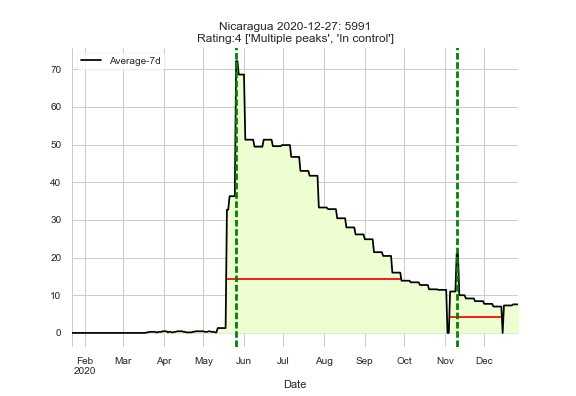 Nicaragua 2020-12-27: 5991
Rating:4 ['Multiple peaks', 'In control']
Average-7d
70
60
50
40
30
20
10
0
Feb Mar Apr May Jun Jul Aug Sep Oct Nov Dec
2020
Date